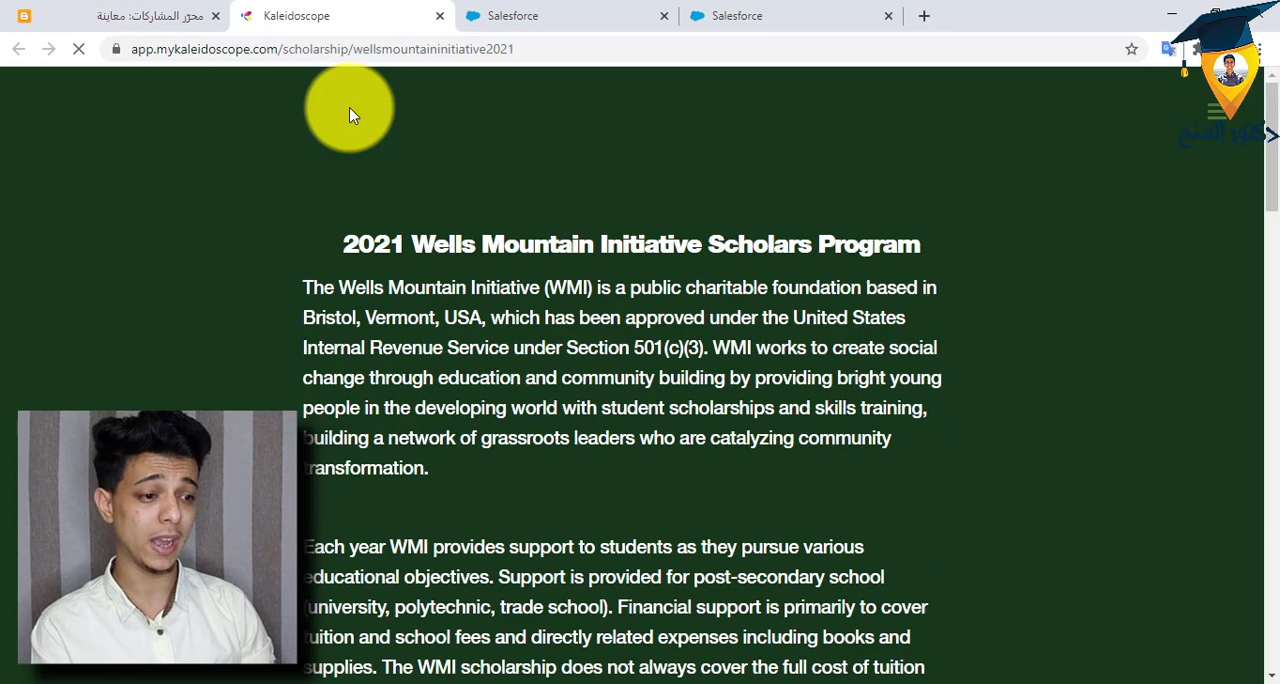 محرّر المشاركات: معاينة
Kaleidoscope
Salesforce
Salesforce
app.mykaleidoscope.com/scholarship/wellsmountaininitiative2021
دكتور المنح
2021 Wells Mountain Initiative Scholars Program
The Wells Mountain Initiative (WMI) is a public charitable foundation based in
Bristol, Vermont, USA, which has been approved under the United States
Internal Revenue Service under Section 501(c)(3). WMI works to create social
change through education and community building by providing bright young
people in the developing world with student scholarships and skills training,
building a network of grassroots leaders who are catalyzing community
transformation.
Each year WMI provides support to students as they pursue various
educational objectives. Support is provided for post-secondary school
(university, polytechnic, trade school). Financial support is primarily to cover
tuition and school fees and directly related expenses including books and
supplies. The WMI scholarship does not always cover the full cost of tuition